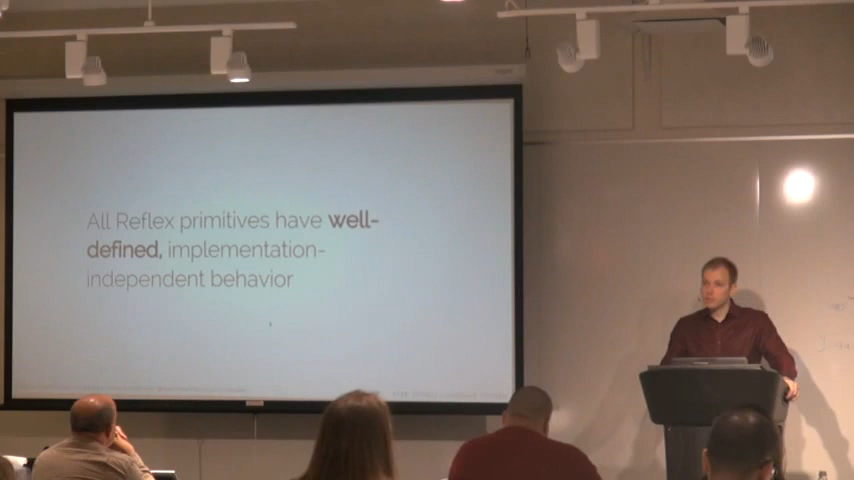 All Reflex primitives have well-
defined, implementation-
independent behavior